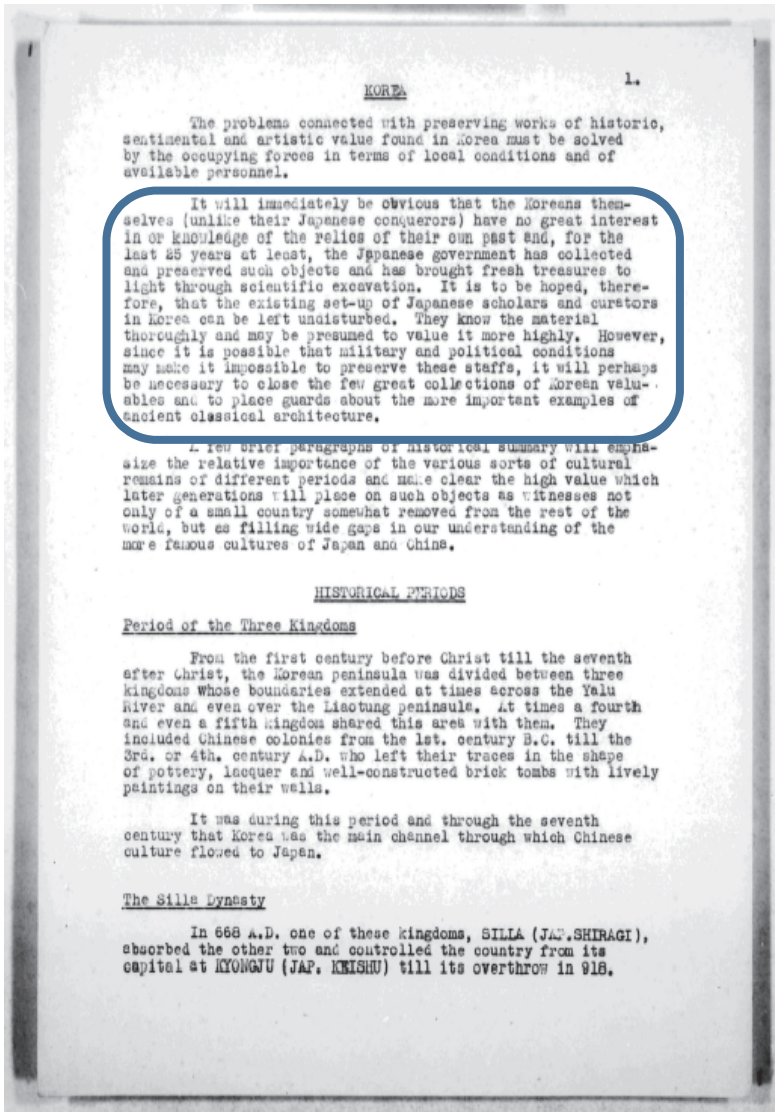 1.
KOREA
The problems connected with preserving works of historic,
sentimental and artistic value found in Korea must be solved
by the occupying forces in terms of local conditions and of
available personnel.
It will immediately be obvious that the Koreans them-
selves (unlike their Japanese conquerors) have no great interest
in or knowledge of the relics of their own past and, for the
last 25 years at least, the Japanese government has collected
and preserved such objects and has brought fresh treasures to
light through scientific excavation. It is to be hoped, there-
fore, that the existing set-up of Japanese scholars and curators
in Korea can be left undisturbed. They know the material
thoroughly and may be presumed to value it more highly. However,
since it is possible that military and political conditions
may make it impossible to preserve these staffs, it will perhaps
be necessary to close the few great collections of Korean valu-
ables and to place guards about the more important examples of
ancient classical architecture.
A few brief paragraphs of historical summary will empha-
size the relative importance of the various sorts of cultural
remains of different periods and make clear the high value which
later generations will place on such objects as witnesses not
only of a small country somewhat removed from the rest of the
world, but as filling wide gaps in our understanding of the
more famous cultures of Japan and China.
HISTORICAL PERIODS
Period of the Three Kingdoms
From the first century before Christ till the seventh
after Christ, the Korean peninsula was divided between three
kingdoms whose boundaries extended at times across the Yalu
River and even over the Liaotung peninsula. At times a fourth
and even a fifth kingdom shared this area with them. They
included Chinese colonies from the 1st. century B.C. till the
3rd. or 4th. century A.D. who left their traces in the shape
of pottery, lacquer and well-constructed brick tombs with lively
paintings on their walls.
It was during this period and through the seventh
century that Korea was the main channel through which Chinese
culture flowed to Japan.
The Silla Dynasty
In 668 A.D. one of these kingdoms, SILLA (JAP.SHIRAGI),
absorbed the other two and controlled the country from its
capital at KYONGJU (JAP. KEISHU) till its overthrow in 918.